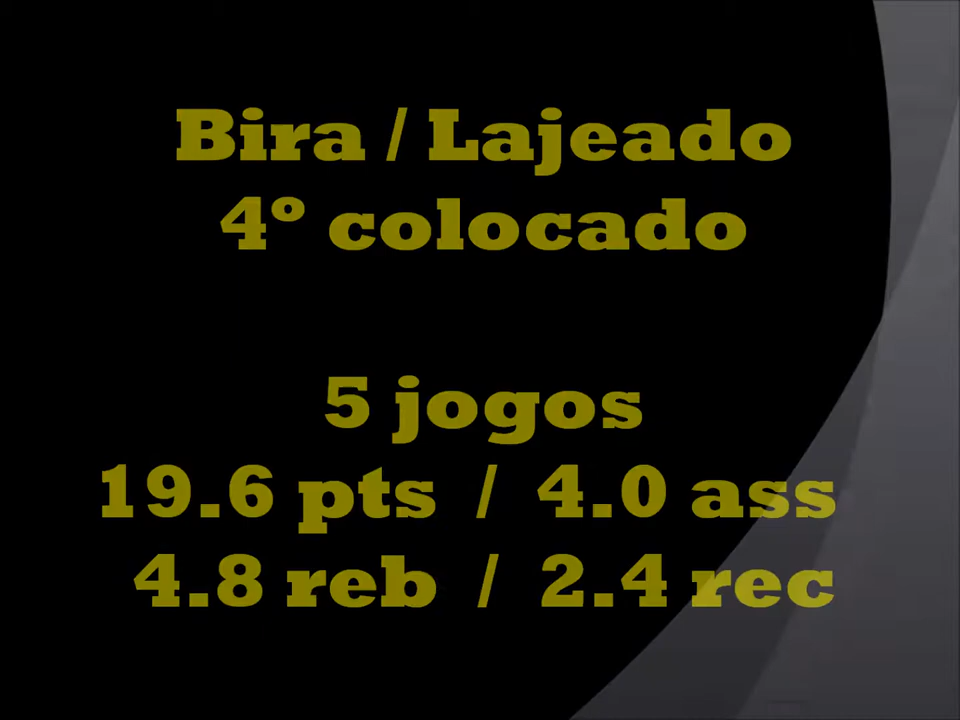 Bira / Lajeado
4º colocado
5 jogos
19.6 pts / 4.0 ass
4.8 reb / 2.4 rec